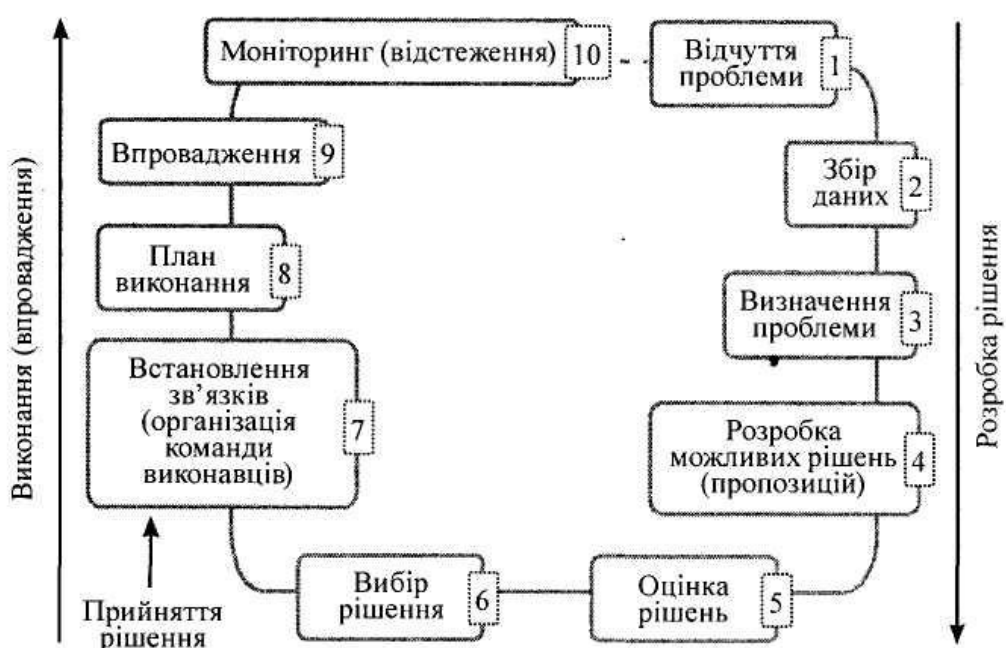 Моніторинг (відстеження)
10
Відчуття
проблеми
1
Впровадження
9
Збір
даних
2
План
виконання
8
Визначення
проблеми
3
Встановлення
зв’язків
(організація
команди
виконавців)
7
Розробка
можливих рішень
(пропозицій)
4
Вибір
рішення
6
Оцінка
рішень
5
Прийняття
рішення
Виконання (впровадження)
Розробка рішення